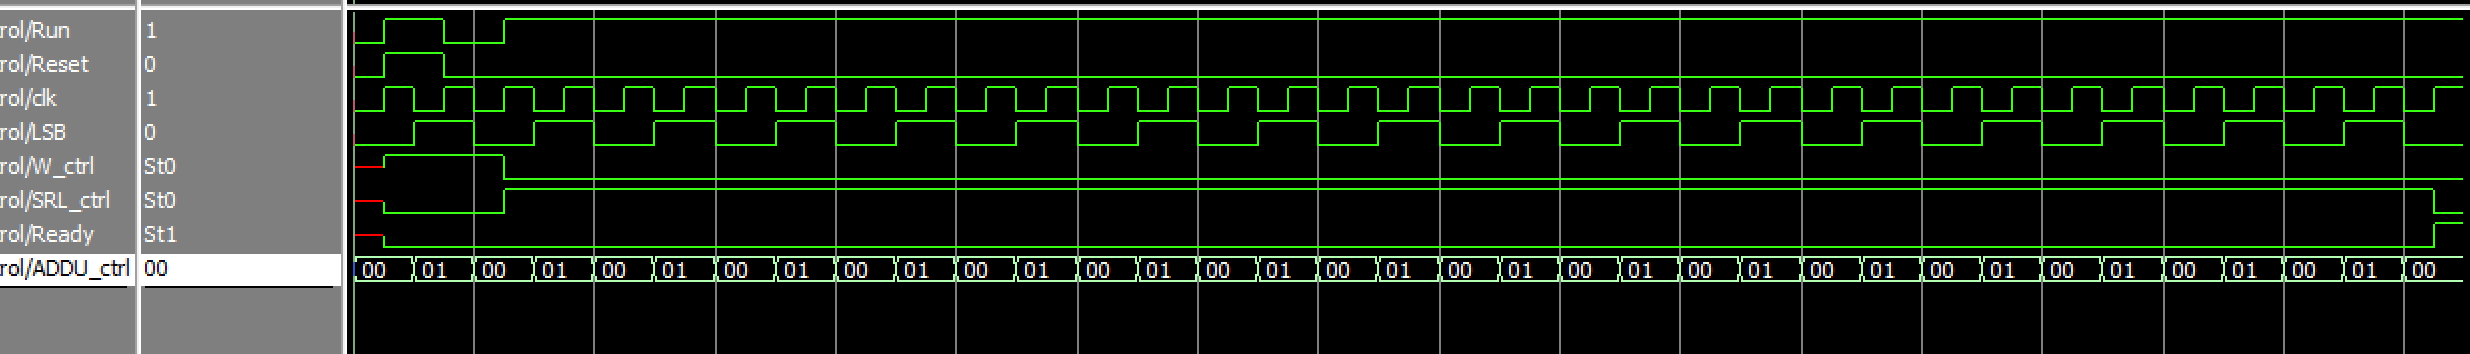 rol/Run 1
rol/Reset 0
rol/clk 1
rol/LSB 0
rol/W_ctrl St0
rol/SRL_ctrl St0
rol/Ready St1
rol/ADDU_ctrl 00 00 01 00 01 00 01 00 01 00 01 00 01 00 01 00 01 00 01 00 01 00 01 00 01 00 01 00 01 00 01 00 01 00 01 00